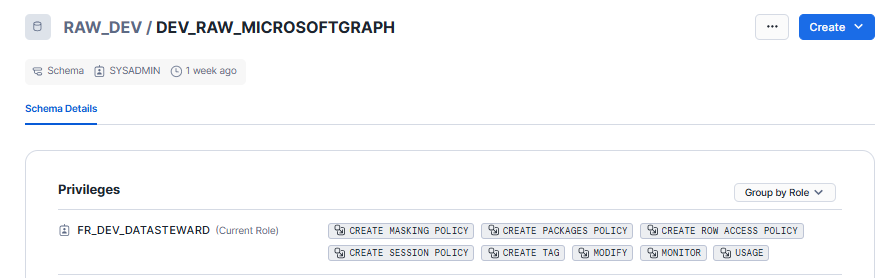 RAW_DEV / DEV_RAW_MICROSOFTGRAPH
... Create
Schema SYSADMIN 1 week ago
Schema Details
Privileges Group by Role
FR_DEV_DATASTEWARD (Current Role) CREATE MASKING POLICY CREATE PACKAGES POLICY CREATE ROW ACCESS POLICY
CREATE SESSION POLICY CREATE TAG MODIFY MONITOR USAGE